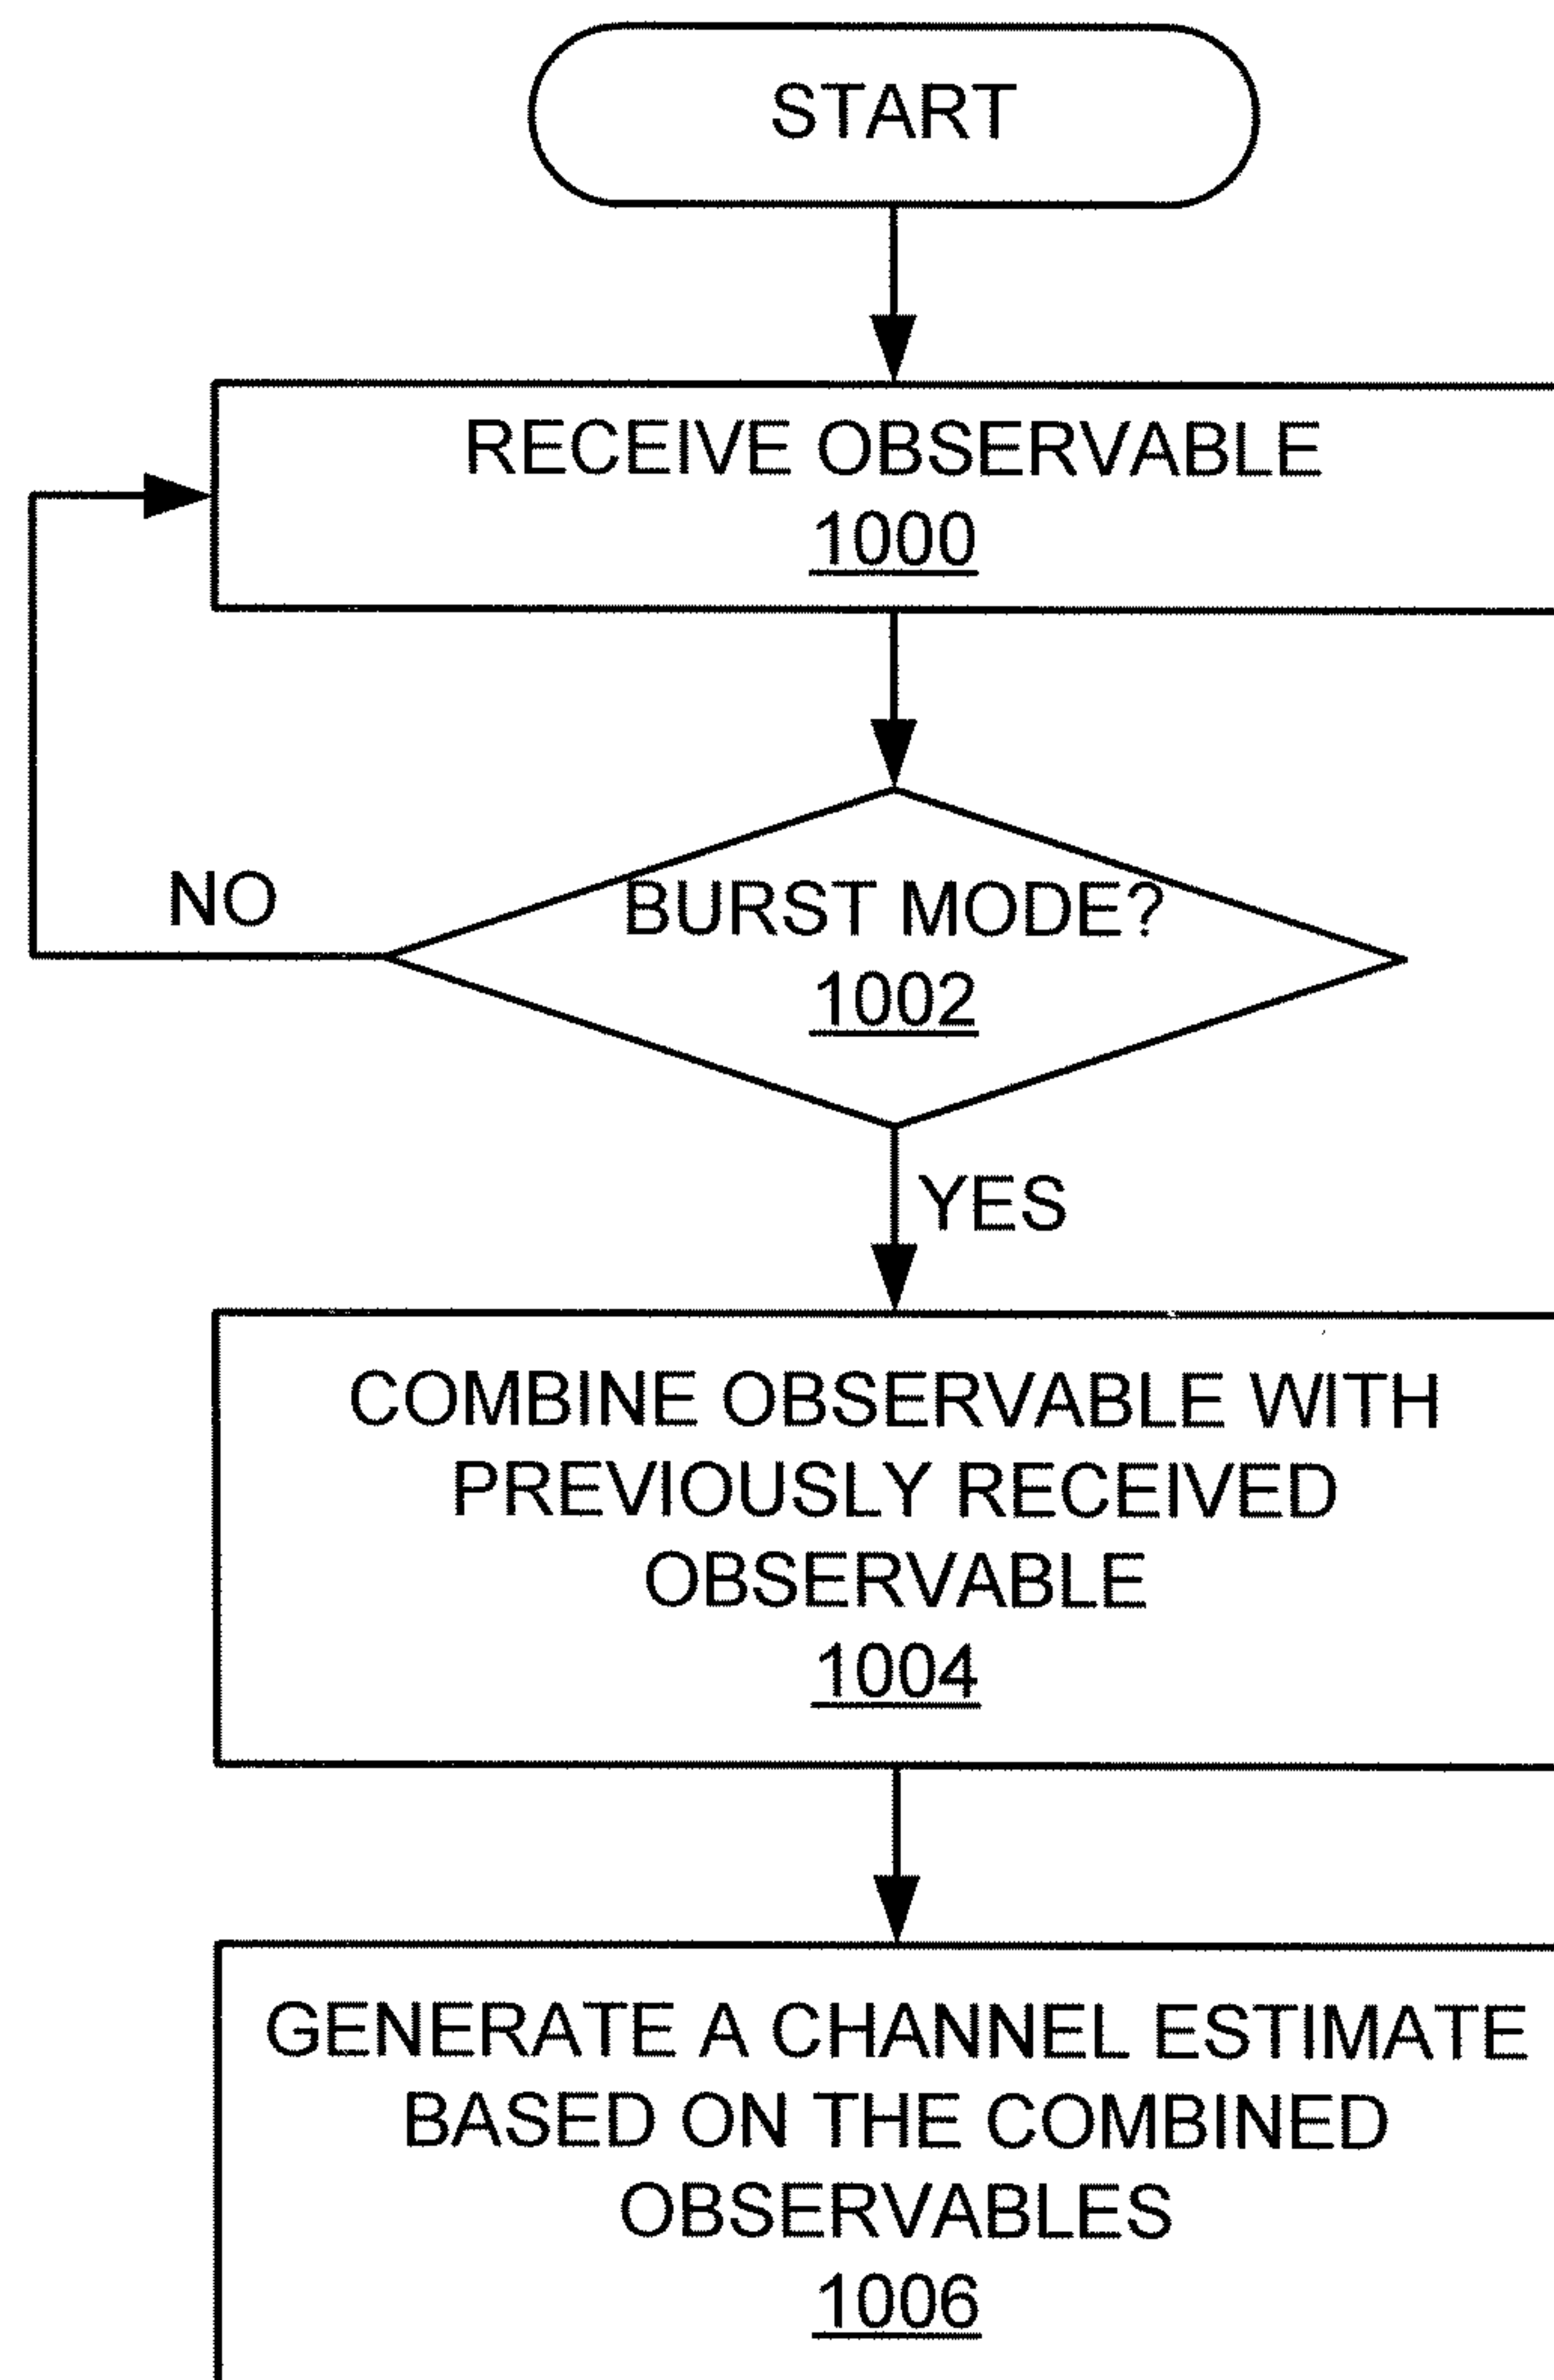 START
RECEIVE OBSERVABLE
1000
NO
BURST MODE?
1002
YES
COMBINE OBSERVABLE WITH
PREVIOUSLY RECEIVED
OBSERVABLE
1004
GENERATE A CHANNEL ESTIMATE
BASED ON THE COMBINED
OBSERVABLES
1006